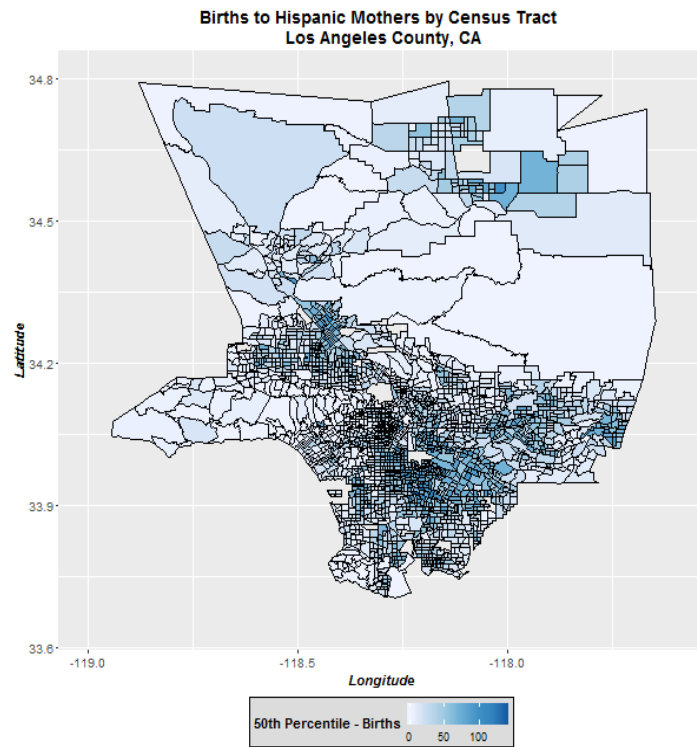 Births to Hispanic Mothers by Census Tract
Los Angeles County, CA
34.8
34.5
34.2
33.9
33.6
Latitude
-119.0
-118.5
-118.0
Longitude
50th Percentile - Births
0
50
100